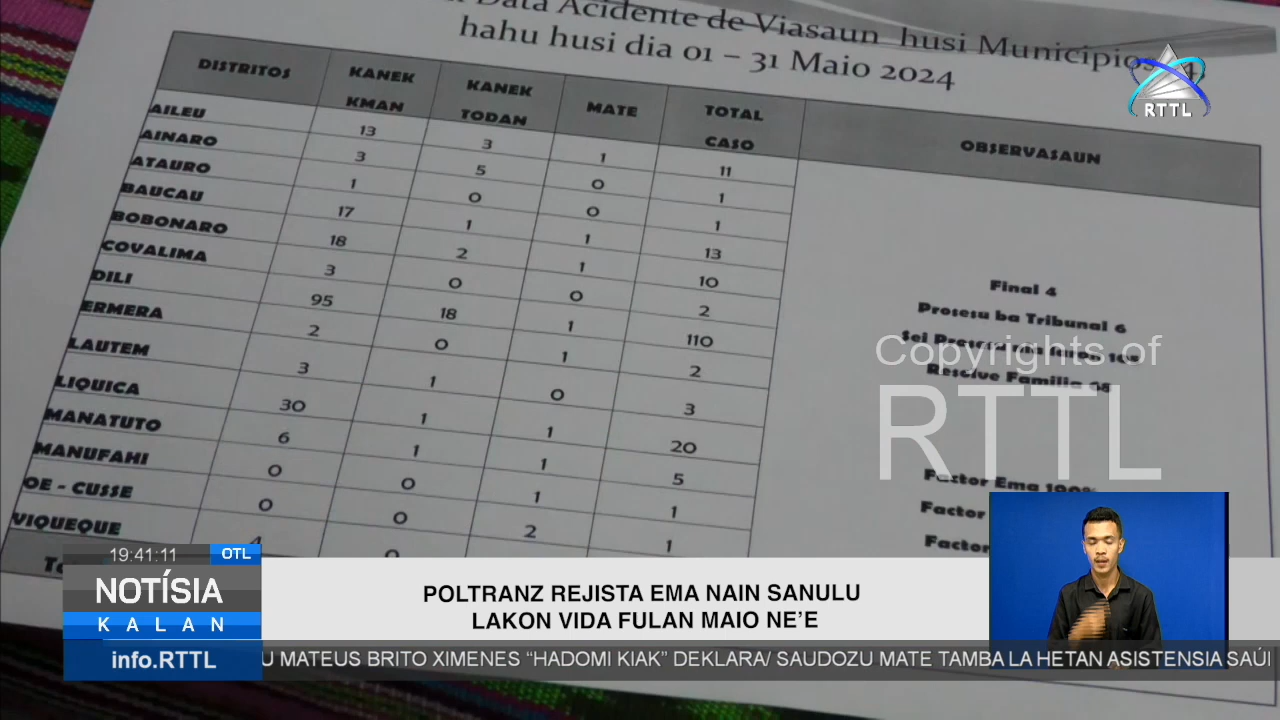 Data Acidente de Viasaun husi Municipios
hahu husi dia 01 – 31 Maio 2024
RTTL
DISTRITOS KANEK KMAN KANEK TODAN MATE TOTAL CASO OBSERVASAUN
AILEU 13 3 1 11
AINARO 3 5 0 1
ATAURO 1 0 0 1
BAUCAU 17 1 1 13
BOBONARO 18 2 1 10
COVALIMA 3 0 0 2
DILI 95 18 1 110
ERMERA 2 0 1 2
LAUTEM 3 1 0 3
LIQUICA 30 1 1 20
MANATUTO 6 1 1 5
MANUFAHI 0 0 1 1
OE - CUSSE 0 0 2 1
VIQUEQUE 4 0
Final 4
Prosesu ba Tribunal 6
Resolve Familia
Factor Ema 100%
Factor
Factor
Copyrights of
RTTL
19:41:11 OTL
NOTÍSIA
KALAN
info.RTTL
POLTRANZ REJISTA EMA NAIN SANULU
LAKON VIDA FULAN MAIO NE'E
U MATEUS BRITO XIMENES "HADOMI KIAK" DEKLARA/ SAUDOZU MATE TAMBA LA HETAN ASISTENSIA SAÚI